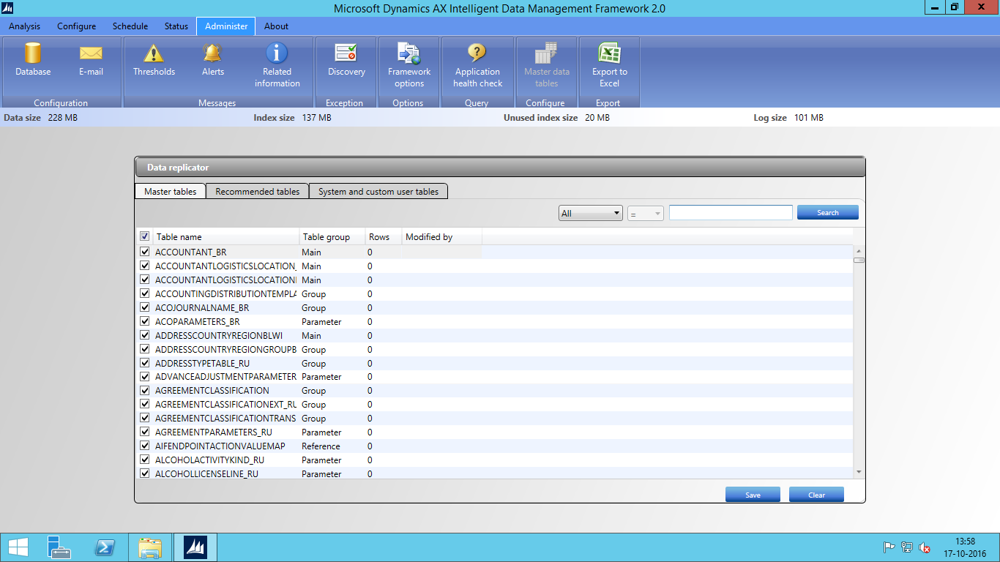 Microsoft Dynamics AX Intelligent Data Management Framework 2.0
Analysis Configure Schedule Status Administer About
Database E-mail Thresholds Alerts Related information Discovery Framework options Application health check Master data tables Export to Excel
Configuration Messages Exception Options Query Configure Export
Data size 228 MB Index size 137 MB Unused index size 20 MB Log size 101 MB
Data replicator
Master tables Recommended tables System and custom user tables
All = Search
Table name Table group Rows Modified by
ACCOUNTANT_BR Main 0
ACCOUNTANTLOGISTICSLOCATION_ Main 0
ACCOUNTANTLOGISTICSLOCATION Main 0
ACCOUNTINGDISTRIBUTIONTEMPLA Group 0
ACOJOURNALNAME_BR Group 0
ACOPARAMETERS_BR Parameter 0
ADDRESSCOUNTRYREGIONBLWI Main 0
ADDRESSCOUNTRYREGIONGROUPB Group 0
ADDRESSTYPETABLE_RU Group 0
ADVANCEADJUSTMENTPARAMETER Parameter 0
AGREEMENTCLASSIFICATION Group 0
AGREEMENTCLASSIFICATIONEXT_RU Group 0
AGREEMENTCLASSIFICATIONTRANS Group 0
AGREEMENTPARAMETERS_RU Parameter 0
AIFENDPOINTACTIONVALUEMAP Reference 0
ALCOHOLACTIVITYKIND_RU Parameter 0
ALCOHOLLICENSELINE_RU Parameter 0
Save Clear
13:58
17-10-2016